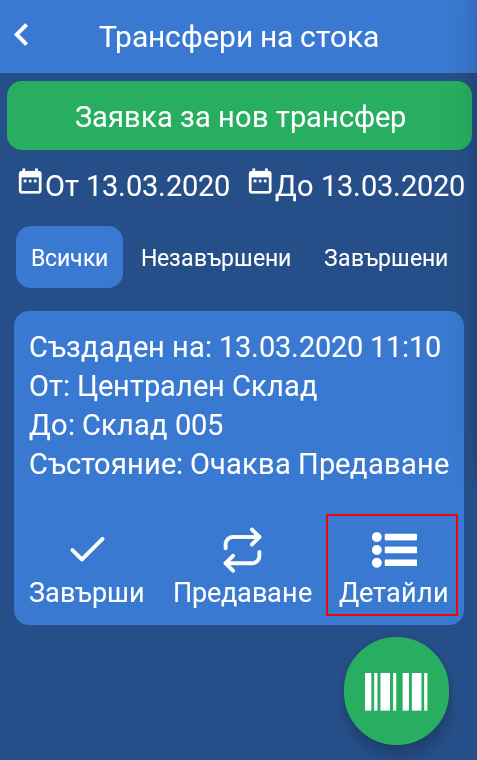 Трансфери на стока
Заявка за нов трансфер
От 13.03.2020 До 13.03.2020
Всички Незавършени Завършени
Създаден на: 13.03.2020 11:10
От: Централен Склад
До: Склад 005
Състояние: Очаква Предаване
Завърши Предаване Детайли